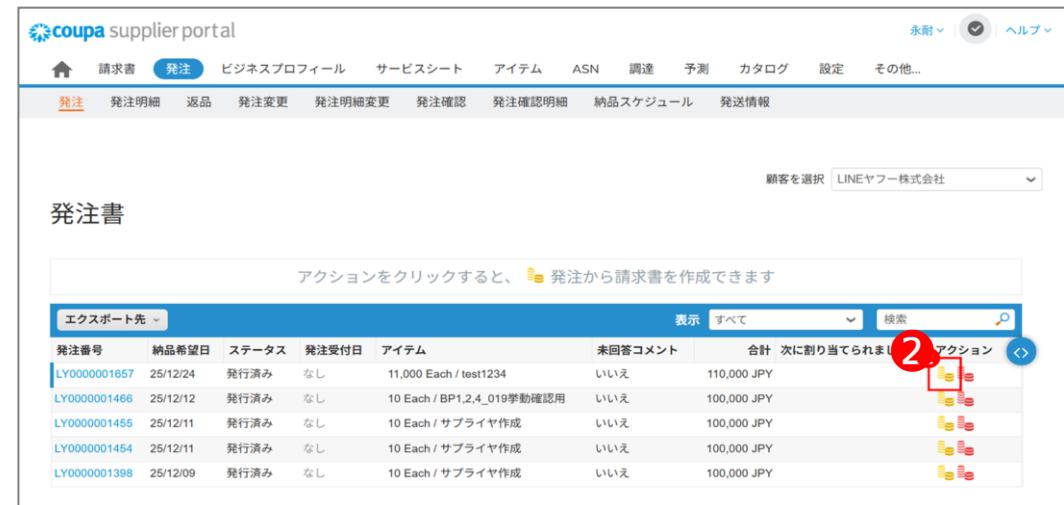 coupa supplier portal
永耐 ヘルプ
請求書 発注 ビジネスプロフィール サービスシート アイテム ASN 調達 予測 カタログ 設定 その他...
発注 発注明細 返品 発注変更 発注明細変更 発注確認 発注確認明細 納品スケジュール 発送情報
顧客を選択 LINEヤフー株式会社
発注書
アクションをクリックすると、 発注から請求書を作成できます
エクスポート先 表示 すべて 検索
発注番号 納品希望日 ステータス 発注受付日 アイテム 未回答コメント 合計 次に割り当てられまし アクション
2
LY0000001657 25/12/24 発行済み なし 11,000 Each / test1234 いいえ 110,000 JPY
LY0000001466 25/12/12 発行済み なし 10 Each / BP1,2,4_019挙動確認用 いいえ 100,000 JPY
LY0000001455 25/12/11 発行済み なし 10 Each / サプライヤ作成 いいえ 100,000 JPY
LY0000001454 25/12/11 発行済み なし 10 Each / サプライヤ作成 いいえ 100,000 JPY
LY0000001398 25/12/09 発行済み なし 10 Each / サプライヤ作成 いいえ 100,000 JPY